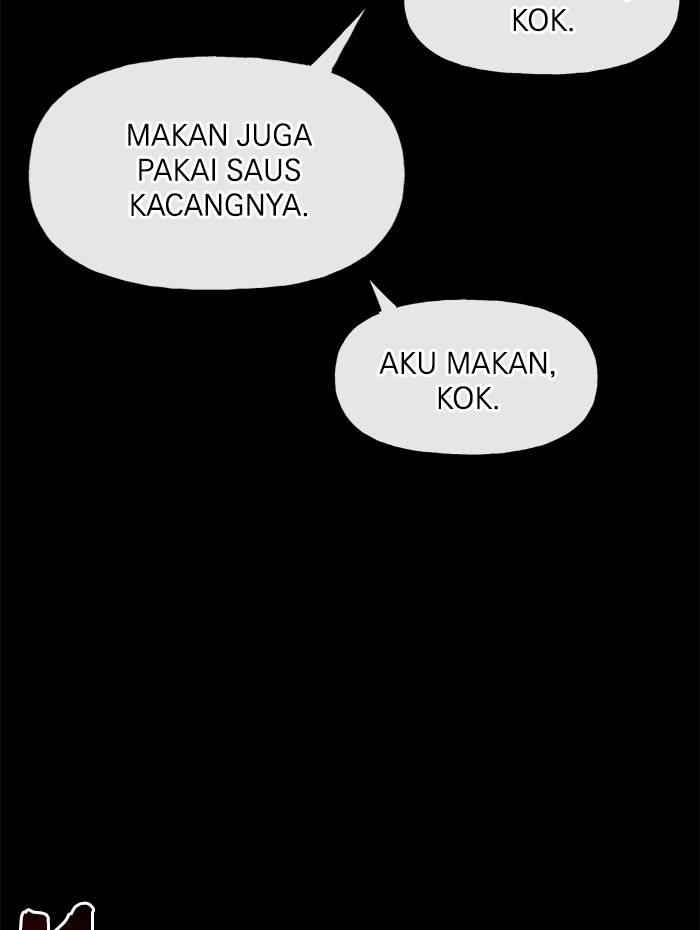 KOK.
MAKAN JUGA
PAKAI SAUS
KACANGNYA.
AKU MAKAN,
KOK.